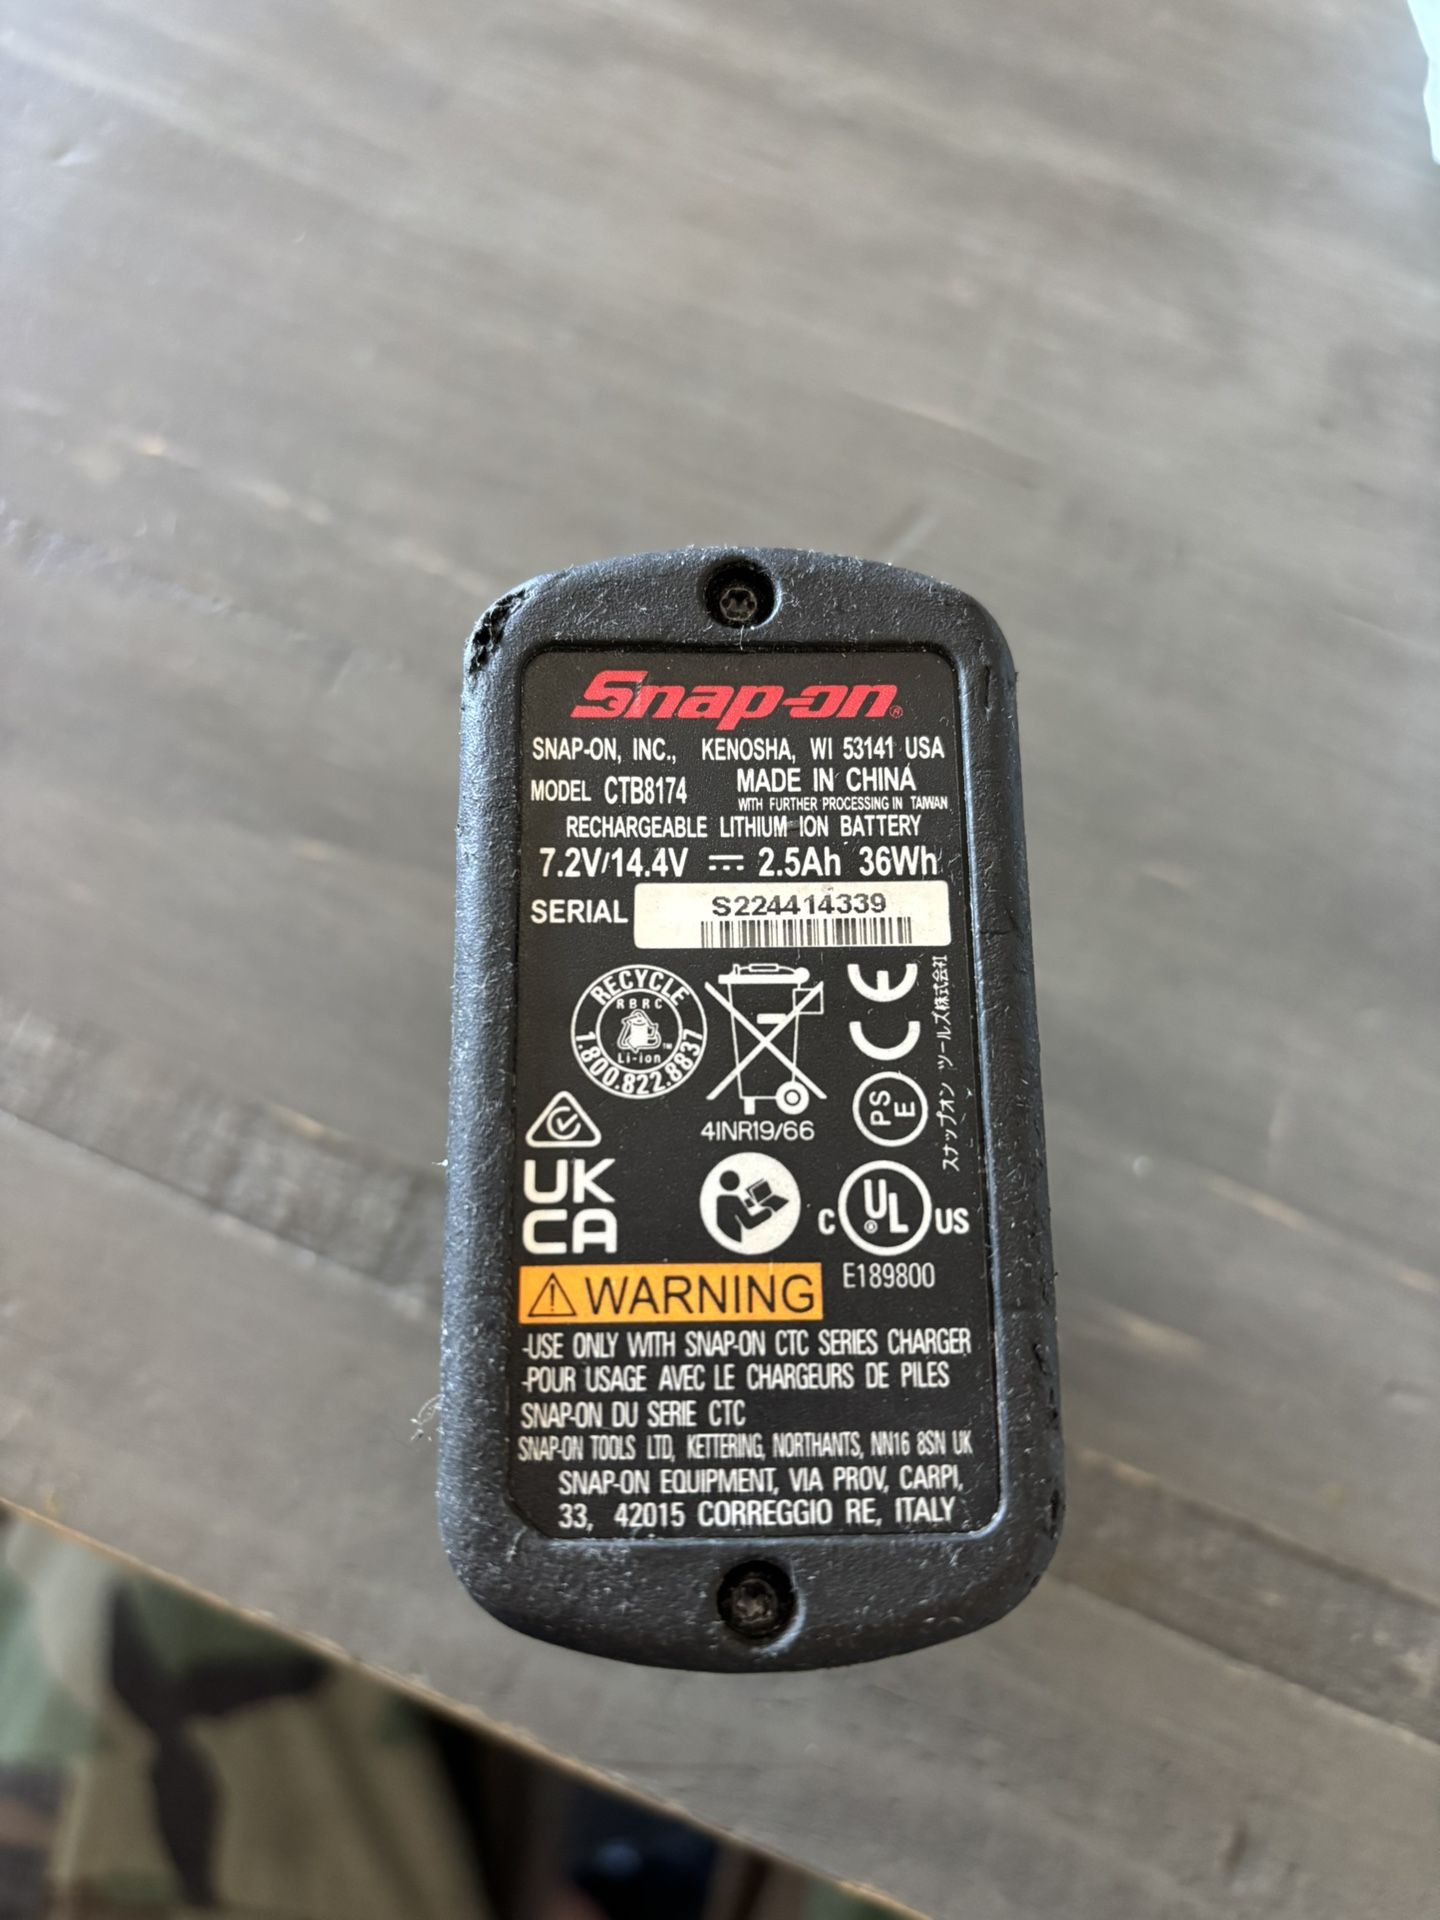 Snap-on®
SNAP-ON, INC., KENOSHA, WI 53141 USA
MODEL CTB8174 MADE IN CHINA
WITH FURTHER PROCESSING IN TAIWAN
RECHARGEABLE LITHIUM ION BATTERY
7.2V/14.4V ⎓ 2.5Ah 36Wh
SERIAL S224414339
RECYCLE
RBRC
Li-ion™
1.800.822.8837
4INR19/66
CE
PSE
スナップオン ツールズ株式会社
UK
CA
C UL® US
E189800
⚠ WARNING
-USE ONLY WITH SNAP-ON CTC SERIES CHARGER
-POUR USAGE AVEC LE CHARGEURS DE PILES
SNAP-ON DU SERIE CTC
SNAP-ON TOOLS LTD, KETTERING, NORTHANTS, NN16 8SN UK
SNAP-ON EQUIPMENT, VIA PROV, CARPI,
33, 42015 CORREGGIO RE, ITALY